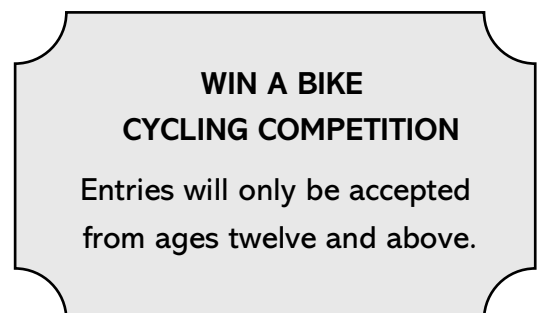 WIN A BIKE
CYCLING COMPETITION
Entries will only be accepted
from ages twelve and above.